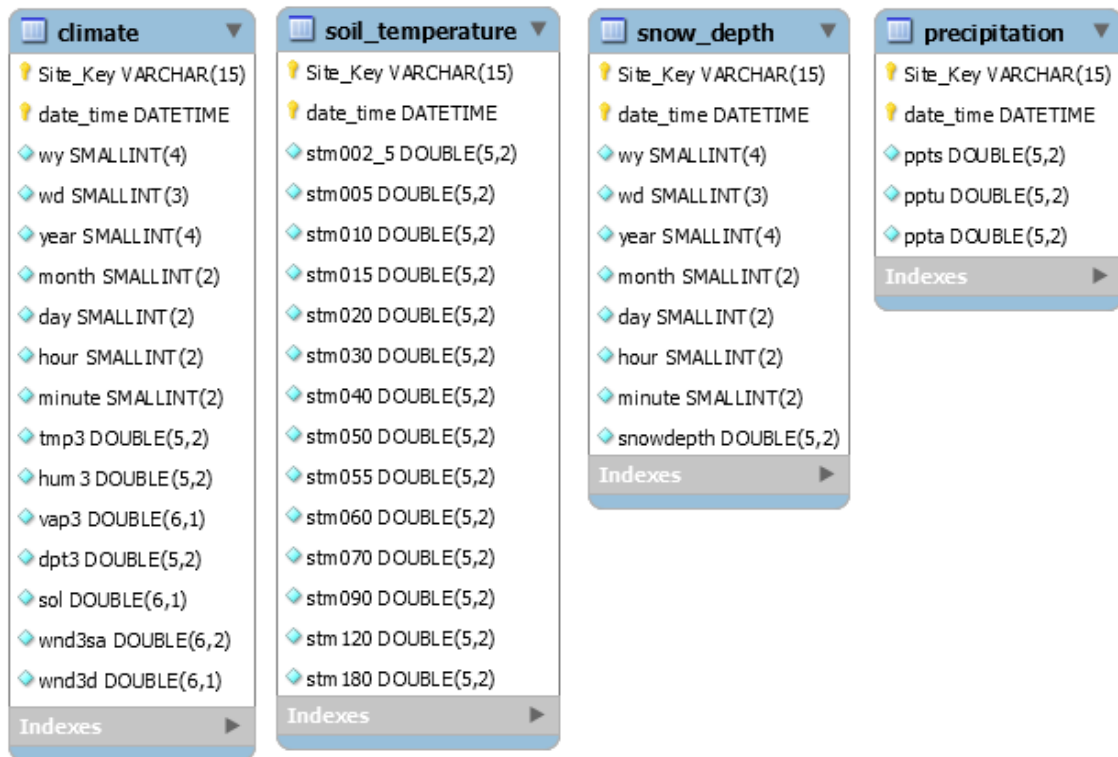 climate
Site_Key VARCHAR(15)
date_time DATETIME
wy SMALLINT(4)
wd SMALLINT(3)
year SMALLINT(4)
month SMALLINT(2)
day SMALLINT(2)
hour SMALLINT(2)
minute SMALLINT(2)
tmp3 DOUBLE(5,2)
hum3 DOUBLE(5,2)
vap3 DOUBLE(6,1)
dpt3 DOUBLE(5,2)
sol DOUBLE(6,1)
wnd3sa DOUBLE(6,2)
wnd3d DOUBLE(6,1)
Indexes
soil_temperature
Site_Key VARCHAR(15)
date_time DATETIME
stm002_5 DOUBLE(5,2)
stm005 DOUBLE(5,2)
stm010 DOUBLE(5,2)
stm015 DOUBLE(5,2)
stm020 DOUBLE(5,2)
stm030 DOUBLE(5,2)
stm040 DOUBLE(5,2)
stm050 DOUBLE(5,2)
stm055 DOUBLE(5,2)
stm060 DOUBLE(5,2)
stm070 DOUBLE(5,2)
stm090 DOUBLE(5,2)
stm120 DOUBLE(5,2)
stm180 DOUBLE(5,2)
Indexes
snow_depth
Site_Key VARCHAR(15)
date_time DATETIME
wy SMALLINT(4)
wd SMALLINT(3)
year SMALLINT(4)
month SMALLINT(2)
day SMALLINT(2)
hour SMALLINT(2)
minute SMALLINT(2)
snowdepth DOUBLE(5,2)
Indexes
precipitation
Site_Key VARCHAR(15)
date_time DATETIME
ppts DOUBLE(5,2)
pptu DOUBLE(5,2)
ppta DOUBLE(5,2)
Indexes